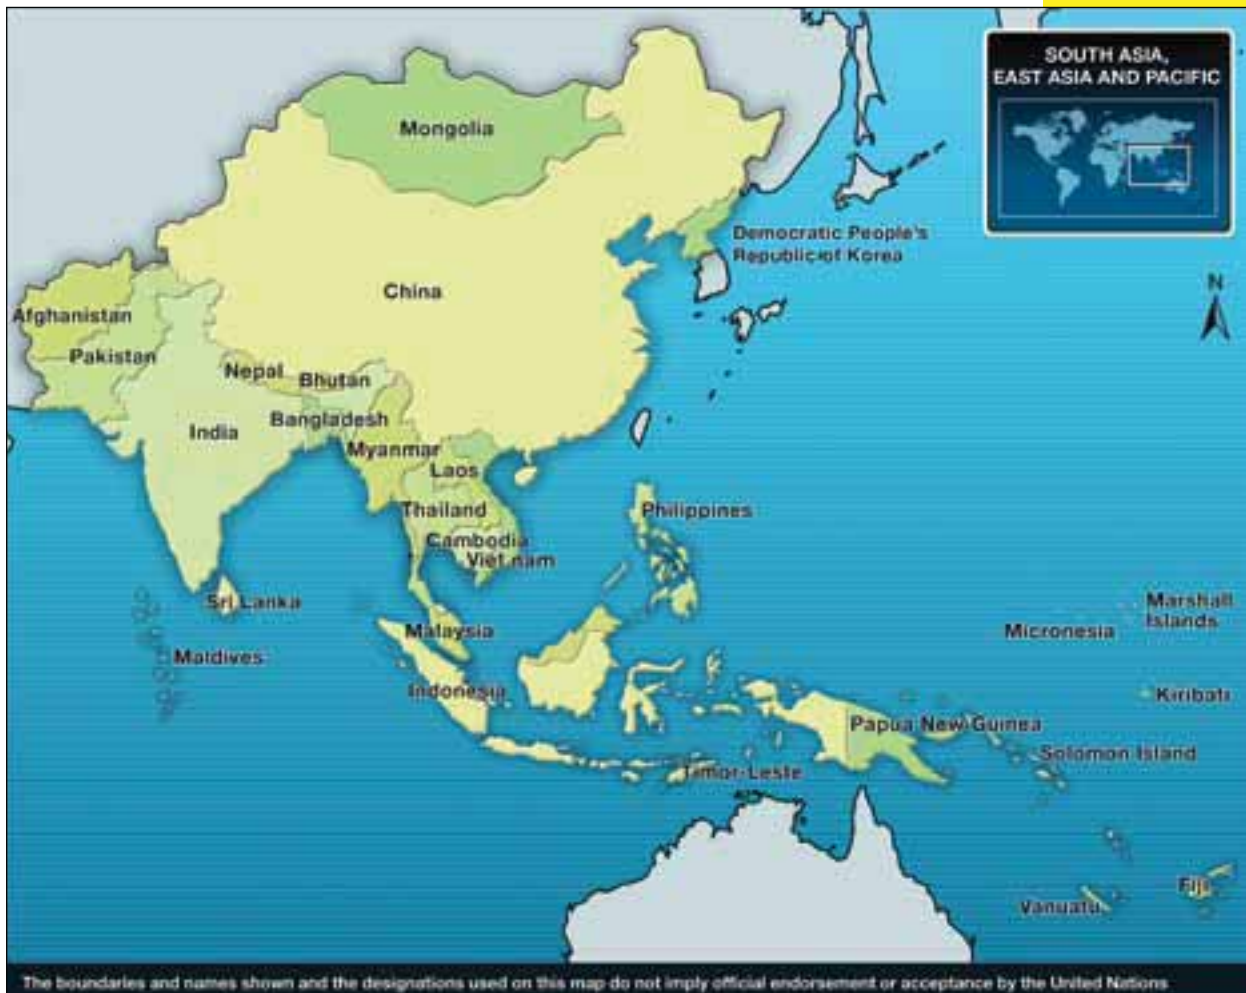 SOUTH ASIA,
EAST ASIA AND PACIFIC
Mongolia
Democratic People's
Republic of Korea
N
China
Afghanistan
Pakistan
Nepal
Bhutan
Bangladesh
India
Myanmar
Laos
Thailand
Philippines
Cambodia
Viet nam
Sri Lanka
Marshall
Islands
Malaysia
Micronesia
Maldives
Indonesia
Kiribati
Papua New Guinea
Solomon Island
Timor-Leste
Fiji
Vanuatu
The boundaries and names shown and the designations used on this map do not imply official endorsement or acceptance by the United Nations